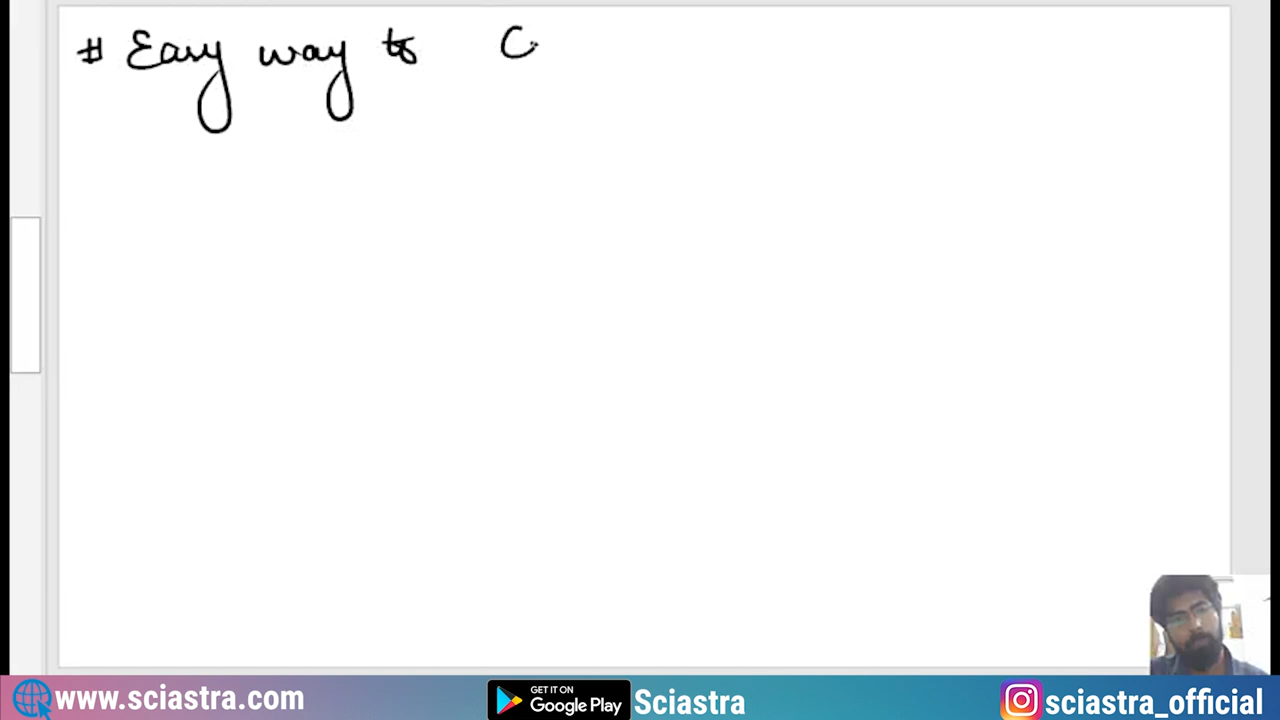 # Easy way to C
www.sciastra.com
GET IT ON
Google Play
Sciastra
sciastra_official